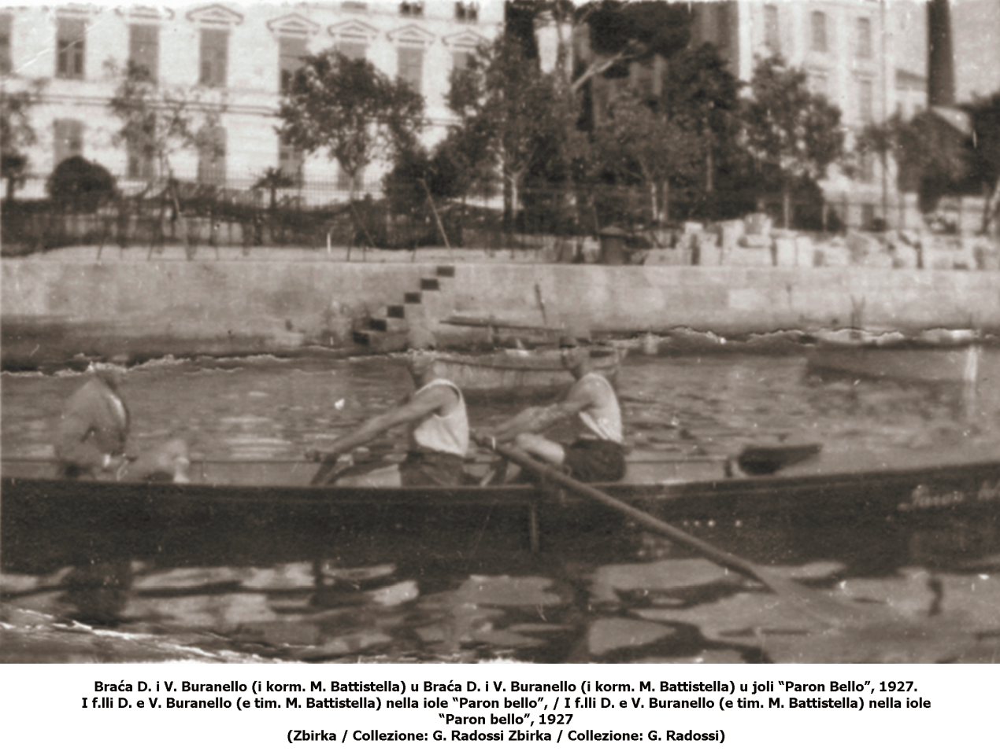 Paron
Braća D. i V. Buranello (i korm. M. Battistella) u Braća D. i V. Buranello (i korm. M. Battistella) u joli “Paron Bello”, 1927.
I f.lli D. e V. Buranello (e tim. M. Battistella) nella iole “Paron bello”, / I f.lli D. e V. Buranello (e tim. M. Battistella) nella iole
“Paron bello”, 1927
(Zbirka / Collezione: G. Radossi Zbirka / Collezione: G. Radossi)